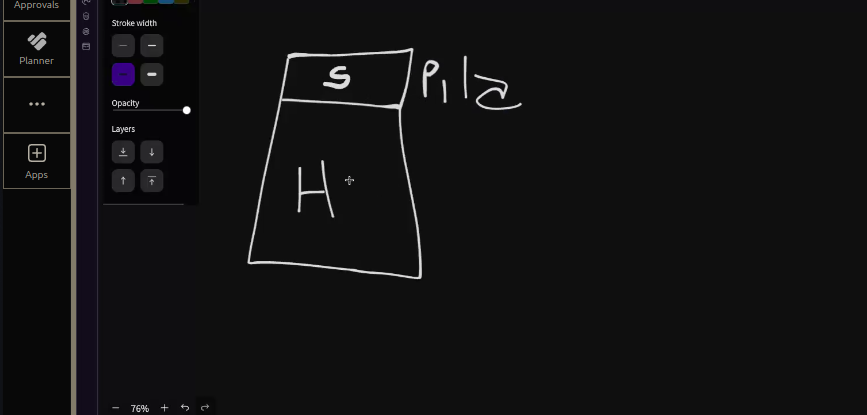 Approvals
Planner
Apps
Stroke width
Opacity
Layers
S
Pila
H
76%